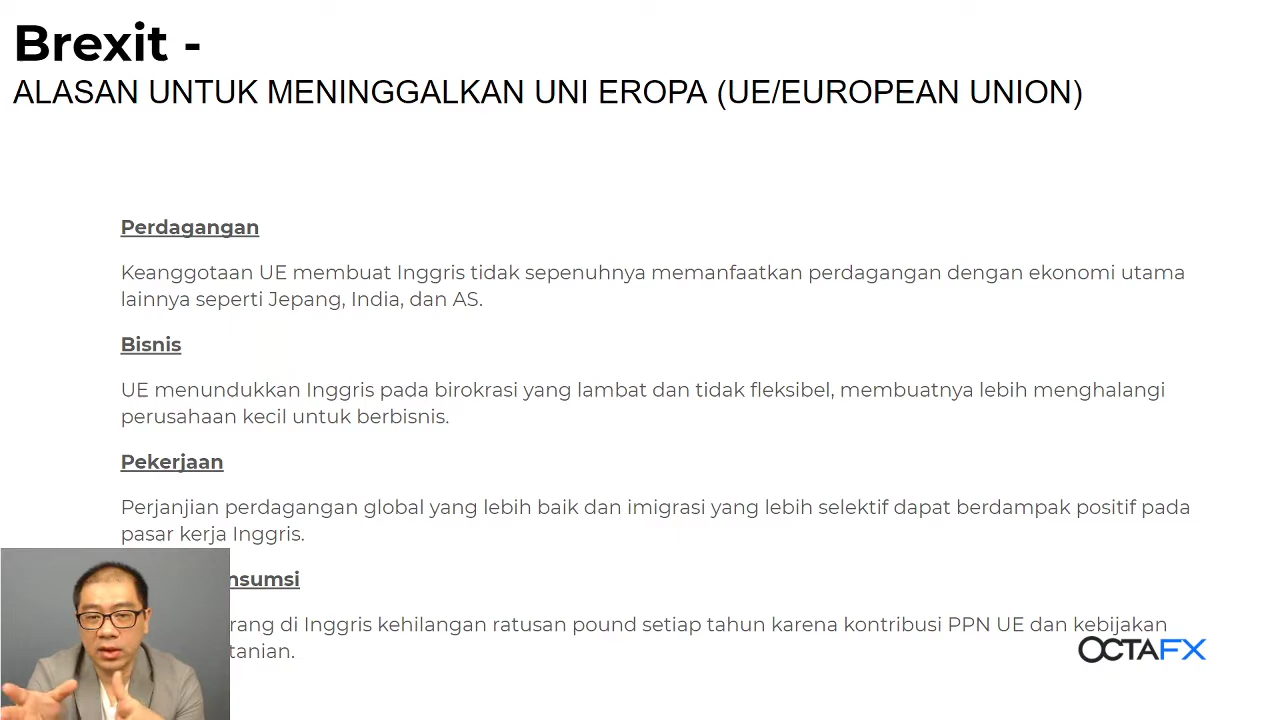 Brexit -
ALASAN UNTUK MENINGGALKAN UNI EROPA (UE/EUROPEAN UNION)
Perdagangan
Keanggotaan UE membuat Inggris tidak sepenuhnya memanfaatkan perdagangan dengan ekonomi utama
lainnya seperti Jepang, India, dan AS.
Bisnis
UE menundukkan Inggris pada birokrasi yang lambat dan tidak fleksibel, membuatnya lebih menghalangi
perusahaan kecil untuk berbisnis.
Pekerjaan
Perjanjian perdagangan global yang lebih baik dan imigrasi yang lebih selektif dapat berdampak positif pada
pasar kerja Inggris.
di Inggris kehilangan ratusan pound setiap tahun karena kontribusi PPN UE dan kebijakan
OCTAFX